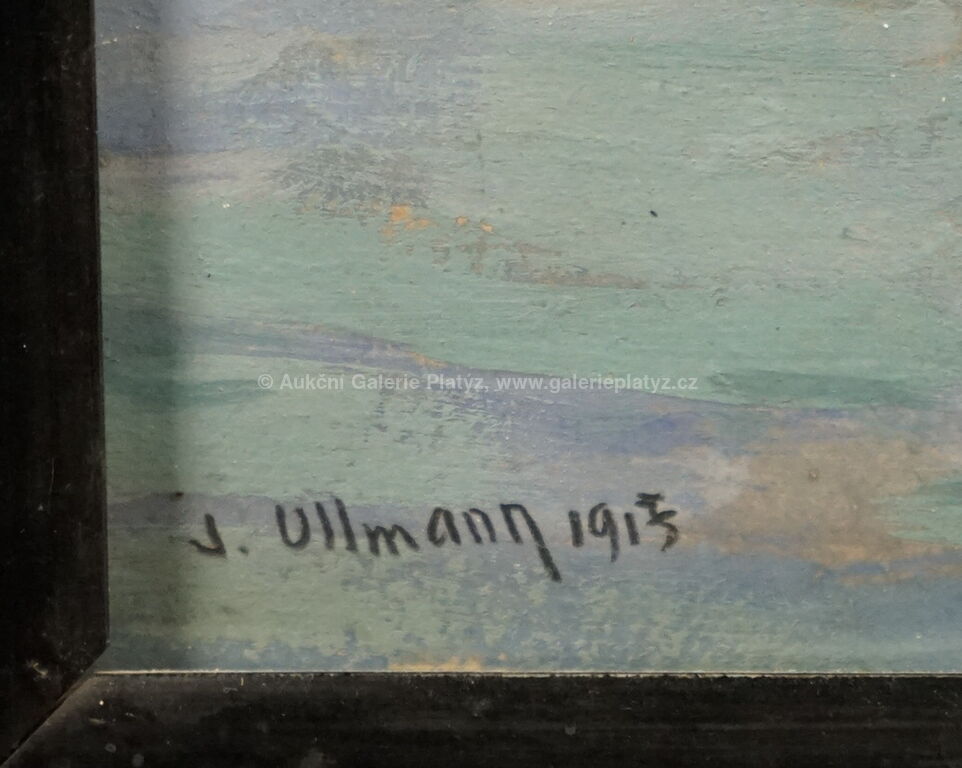 © Aukční Galerie Platyz, www.galerieplatyz.cz
J. Ullmann 1913